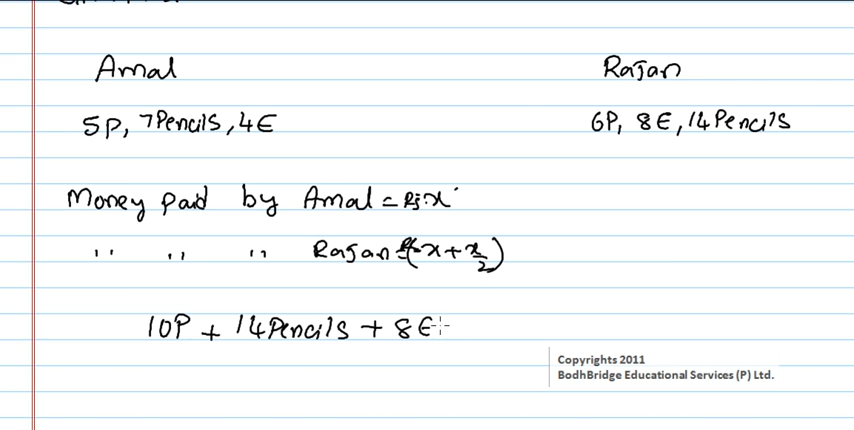 Amal Rajan
5P, 7Pencils, 4E 6P, 8E, 14Pencils
Money paid by Amal = Rs.x
" " " Rajan = (x + x/2)
10P + 14Pencils + 8E
Copyrights 2011
BodhBridge Educational Services (P) Ltd.